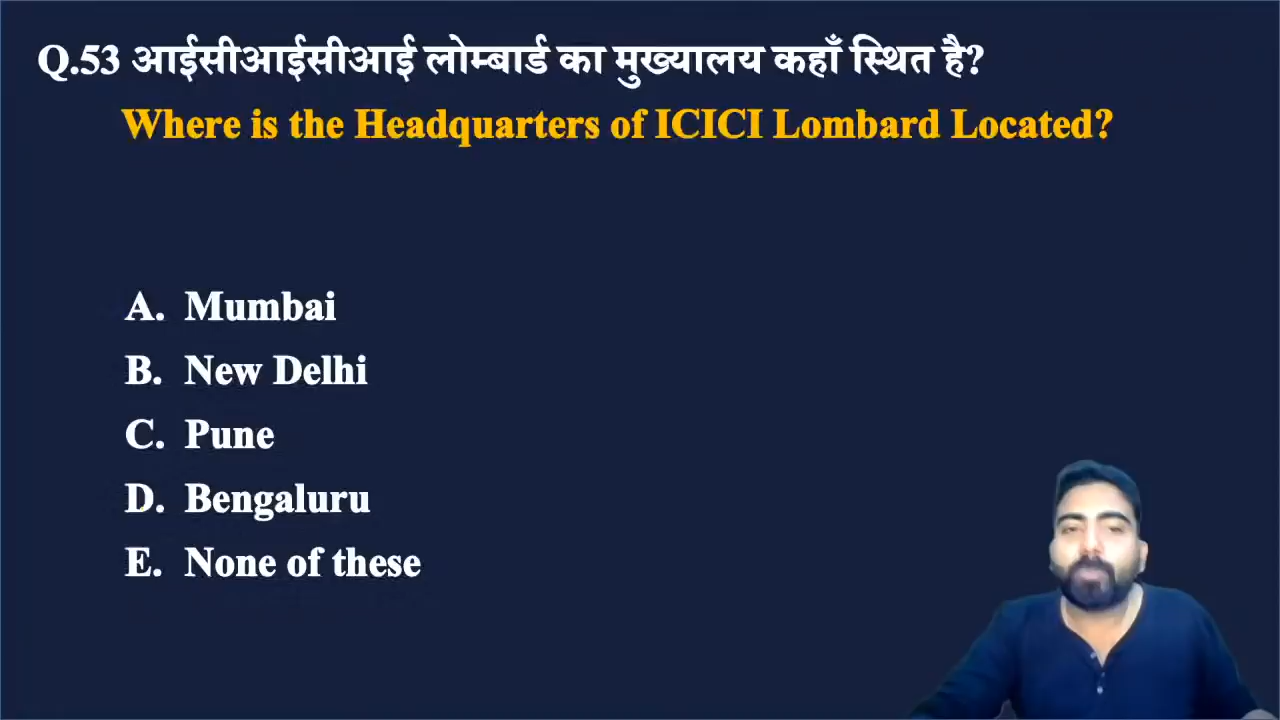 Q.53 आईसीआईसीआई लोम्बार्ड का मुख्यालय कहाँ स्थित है?
Where is the Headquarters of ICICI Lombard Located?
A. Mumbai
B. New Delhi
C. Pune
D. Bengaluru
E. None of these